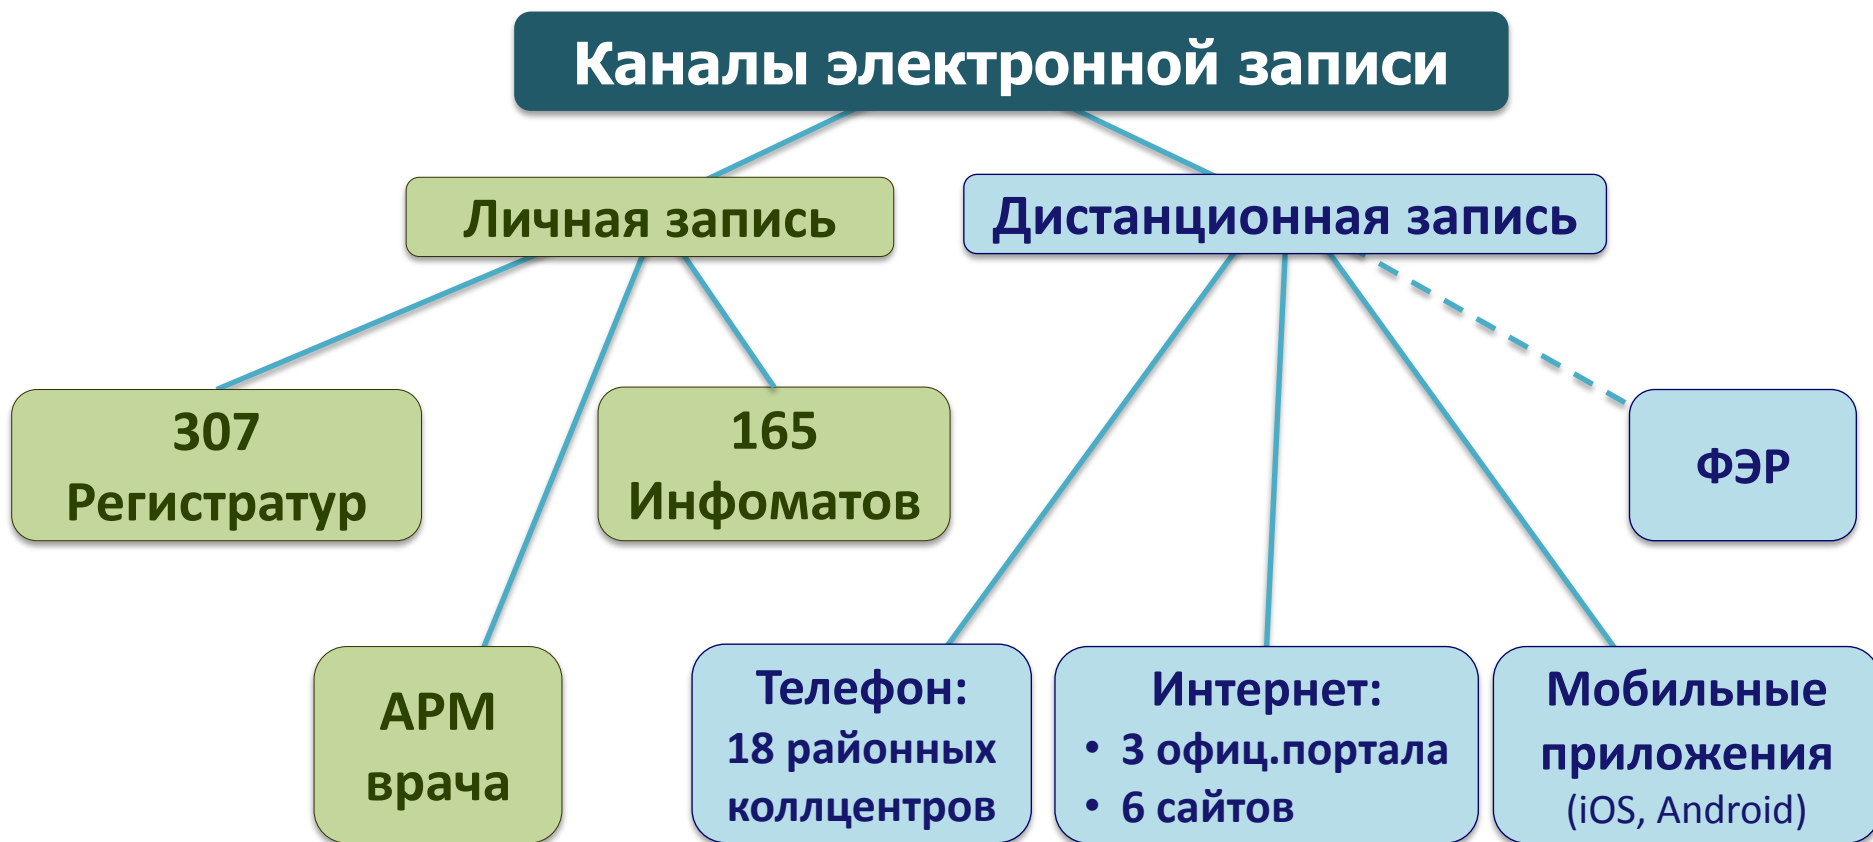 Каналы электронной записи
Личная запись
Дистанционная запись
307
Регистратур
165
Инфоматов
ФЭР
АРМ
врача
Телефон:
18 районных
коллцентров
Интернет:
• 3 офиц.портала
• 6 сайтов
Мобильные
приложения
(iOS, Android)